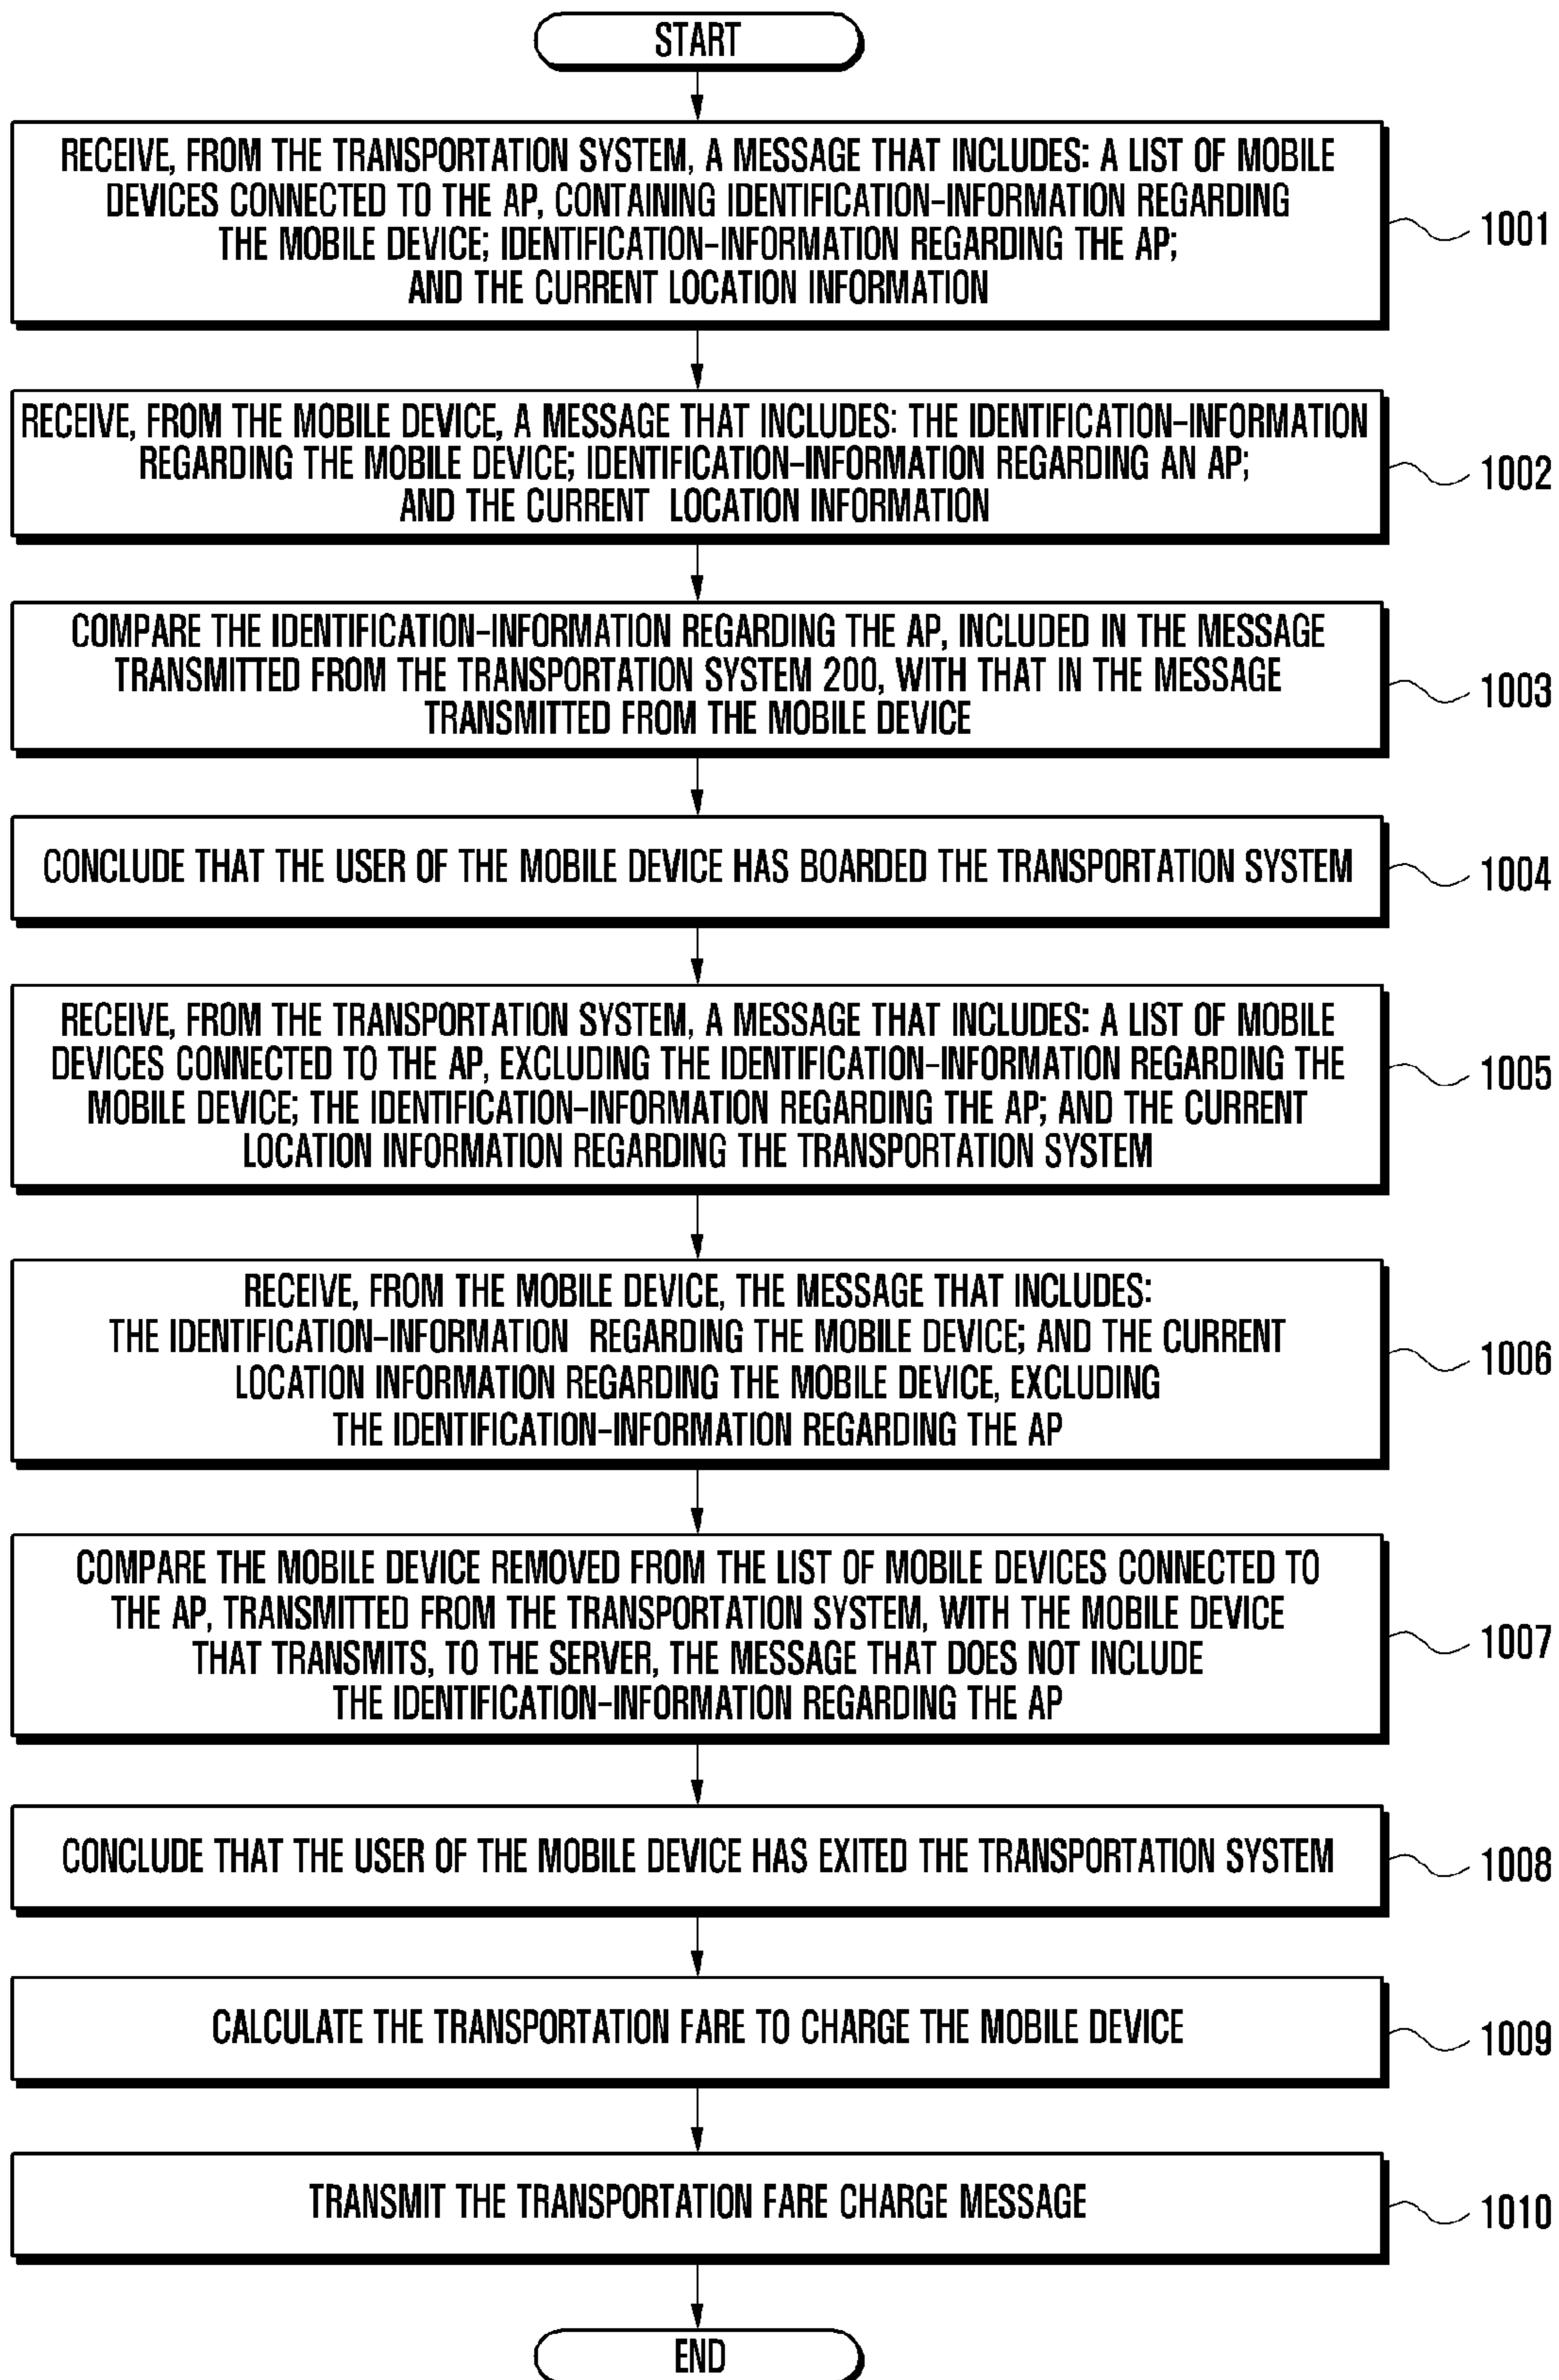 START
RECEIVE, FROM THE TRANSPORTATION SYSTEM, A MESSAGE THAT INCLUDES: A LIST OF MOBILE
DEVICES CONNECTED TO THE AP, CONTAINING IDENTIFICATION-INFORMATION REGARDING
THE MOBILE DEVICE; IDENTIFICATION-INFORMATION REGARDING THE AP;
AND THE CURRENT LOCATION INFORMATION
1001
RECEIVE, FROM THE MOBILE DEVICE, A MESSAGE THAT INCLUDES: THE IDENTIFICATION-INFORMATION
REGARDING THE MOBILE DEVICE; IDENTIFICATION-INFORMATION REGARDING AN AP;
AND THE CURRENT LOCATION INFORMATION
1002
COMPARE THE IDENTIFICATION-INFORMATION REGARDING THE AP, INCLUDED IN THE MESSAGE
TRANSMITTED FROM THE TRANSPORTATION SYSTEM 200, WITH THAT IN THE MESSAGE
TRANSMITTED FROM THE MOBILE DEVICE
1003
CONCLUDE THAT THE USER OF THE MOBILE DEVICE HAS BOARDED THE TRANSPORTATION SYSTEM
1004
RECEIVE, FROM THE TRANSPORTATION SYSTEM, A MESSAGE THAT INCLUDES: A LIST OF MOBILE
DEVICES CONNECTED TO THE AP, EXCLUDING THE IDENTIFICATION-INFORMATION REGARDING THE
MOBILE DEVICE; THE IDENTIFICATION-INFORMATION REGARDING THE AP; AND THE CURRENT
LOCATION INFORMATION REGARDING THE TRANSPORTATION SYSTEM
1005
RECEIVE, FROM THE MOBILE DEVICE, THE MESSAGE THAT INCLUDES:
THE IDENTIFICATION-INFORMATION REGARDING THE MOBILE DEVICE; AND THE CURRENT
LOCATION INFORMATION REGARDING THE MOBILE DEVICE, EXCLUDING
THE IDENTIFICATION-INFORMATION REGARDING THE AP
1006
COMPARE THE MOBILE DEVICE REMOVED FROM THE LIST OF MOBILE DEVICES CONNECTED TO
THE AP, TRANSMITTED FROM THE TRANSPORTATION SYSTEM, WITH THE MOBILE DEVICE
THAT TRANSMITS, TO THE SERVER, THE MESSAGE THAT DOES NOT INCLUDE
THE IDENTIFICATION-INFORMATION REGARDING THE AP
1007
CONCLUDE THAT THE USER OF THE MOBILE DEVICE HAS EXITED THE TRANSPORTATION SYSTEM
1008
CALCULATE THE TRANSPORTATION FARE TO CHARGE THE MOBILE DEVICE
1009
TRANSMIT THE TRANSPORTATION FARE CHARGE MESSAGE
1010
END